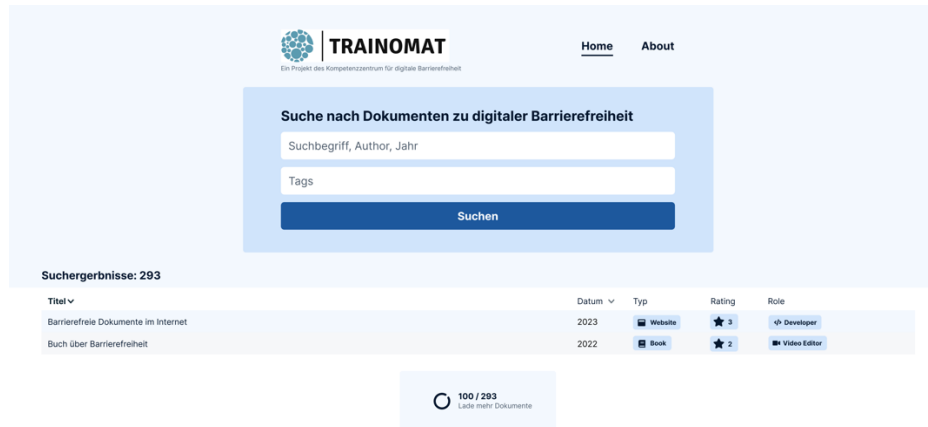 TRAINOMAT
Ein Projekt des Kompetenzzentrum für digitale Barrierefreiheit
Home About
Suche nach Dokumenten zu digitaler Barrierefreiheit
Suchbegriff, Author, Jahr
Tags
Suchen
Suchergerbnisse: 293
Titel Datum Typ Rating Role
Barrierefreie Dokumente im Internet 2023 Website 3 </> Developer
Buch über Barrierefreiheit 2022 Book 2 Video Editor
100 / 293
Lade mehr Dokumente